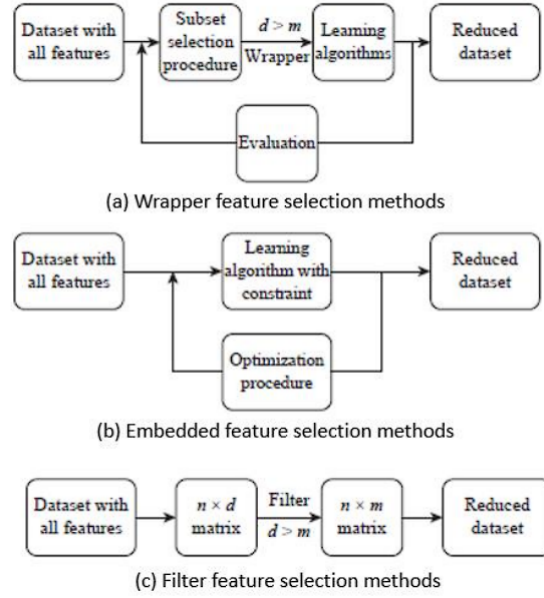 Dataset with
all features
Subset
selection
procedure
d > m
Wrapper
Learning
algorithms
Reduced
dataset
Evaluation
(a) Wrapper feature selection methods
Dataset with
all features
Learning
algorithm with
constraint
Reduced
dataset
Optimization
procedure
(b) Embedded feature selection methods
Dataset with
all features
n × d
matrix
Filter
d > m
n × m
matrix
Reduced
dataset
(c) Filter feature selection methods